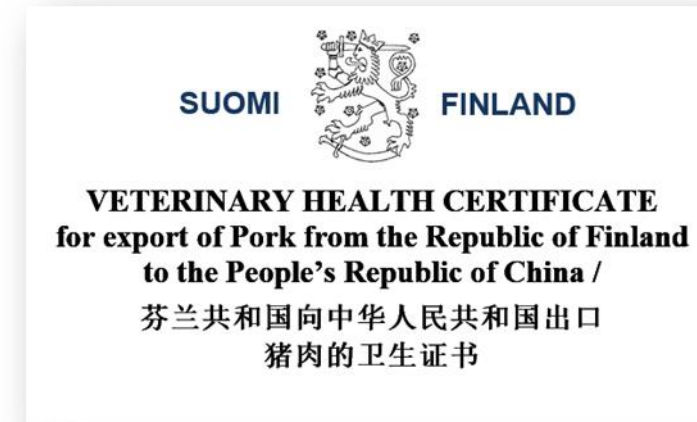 SUOMI FINLAND
VETERINARY HEALTH CERTIFICATE
for export of Pork from the Republic of Finland
to the People’s Republic of China /
芬兰共和国向中华人民共和国出口
猪肉的卫生证书